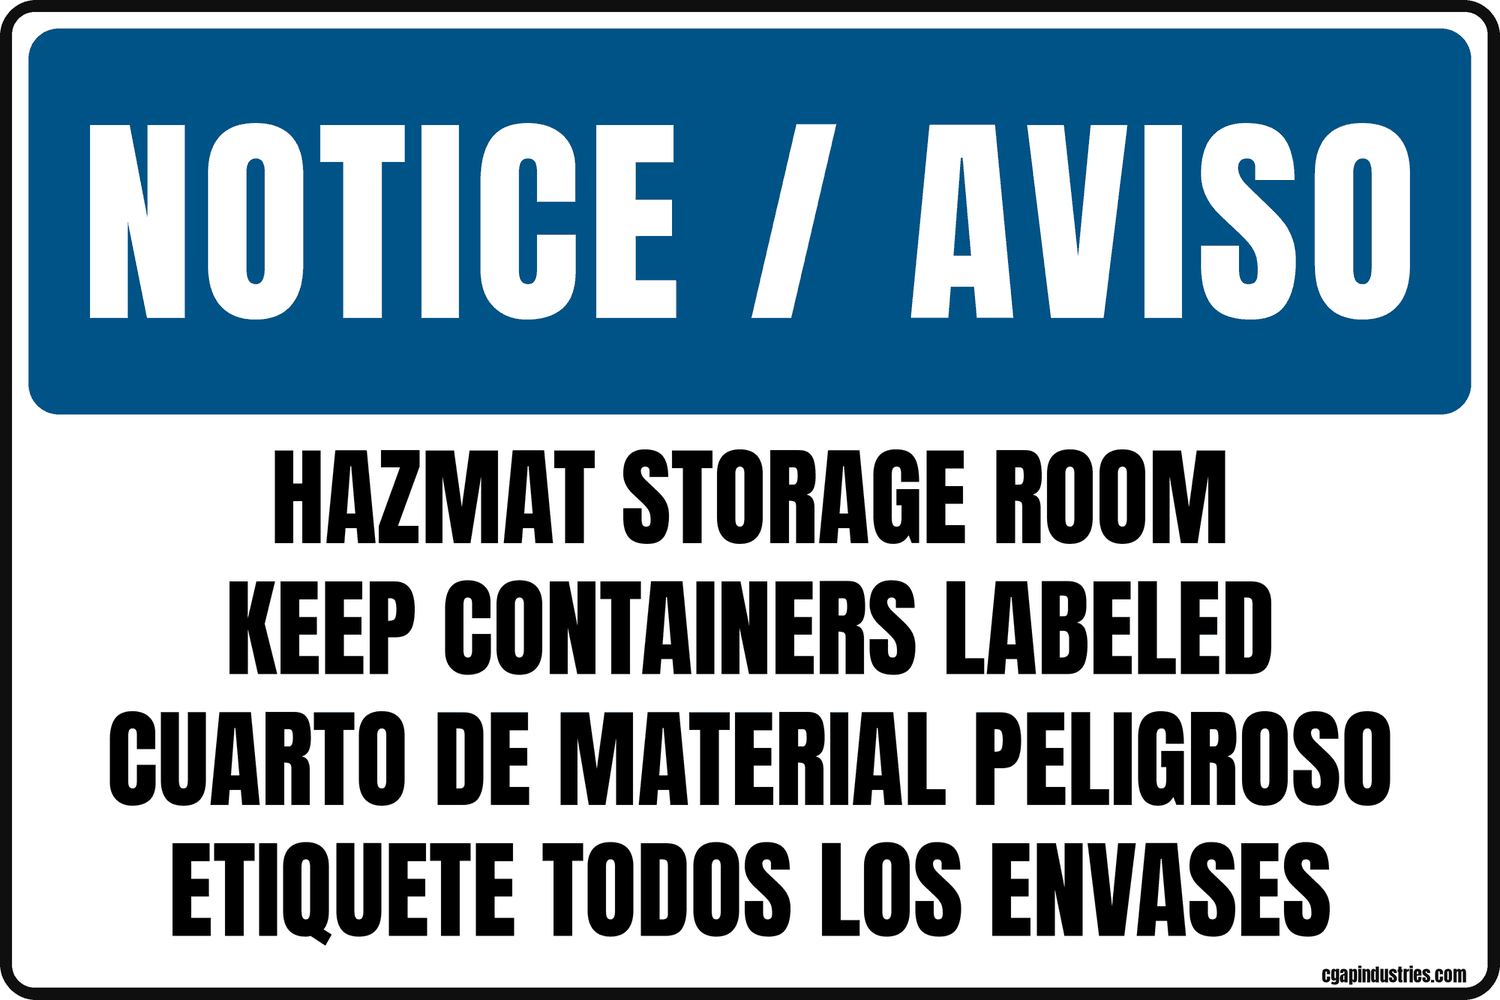 NOTICE / AVISO
HAZMAT STORAGE ROOM
KEEP CONTAINERS LABELED
CUARTO DE MATERIAL PELIGROSO
ETIQUETE TODOS LOS ENVASES
cgapindustries.com